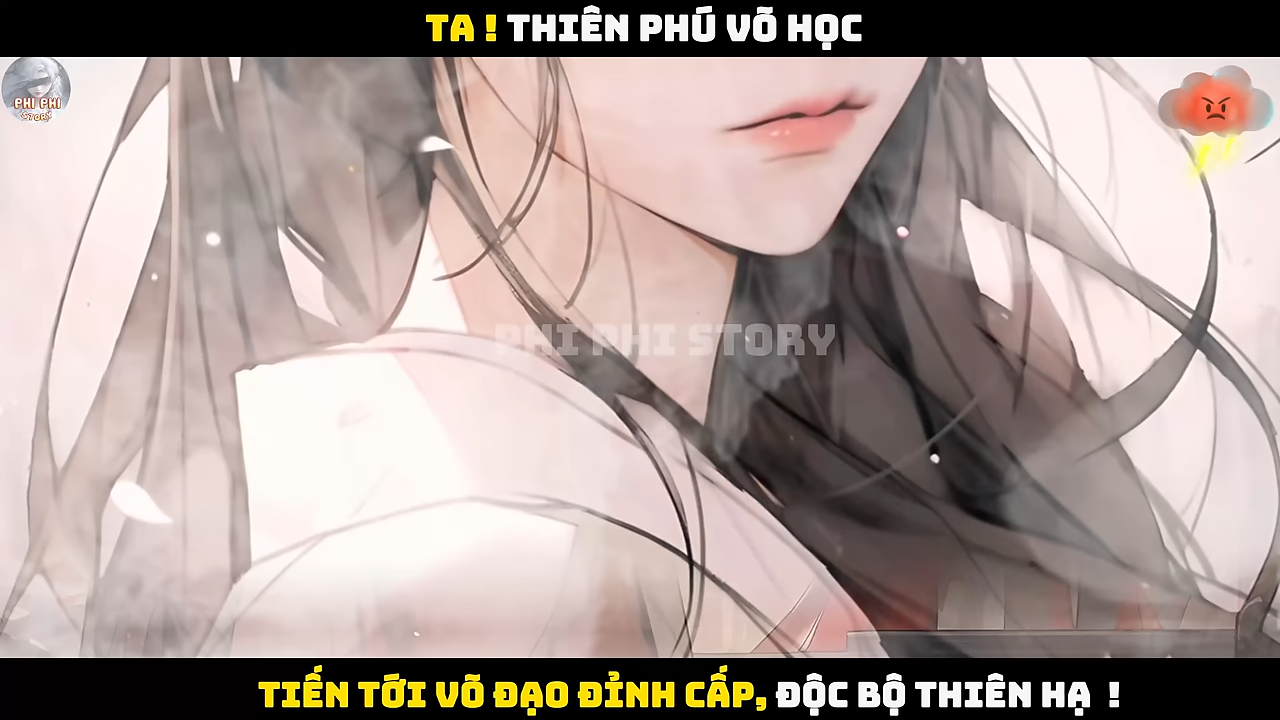 TA ! THIÊN PHÚ VÕ HỌC
PHI PHI
STORY
PHI PHI STORY
TIẾN TỚI VÕ ĐẠO ĐỈNH CẤP, ĐỘC BỘ THIÊN HẠ !